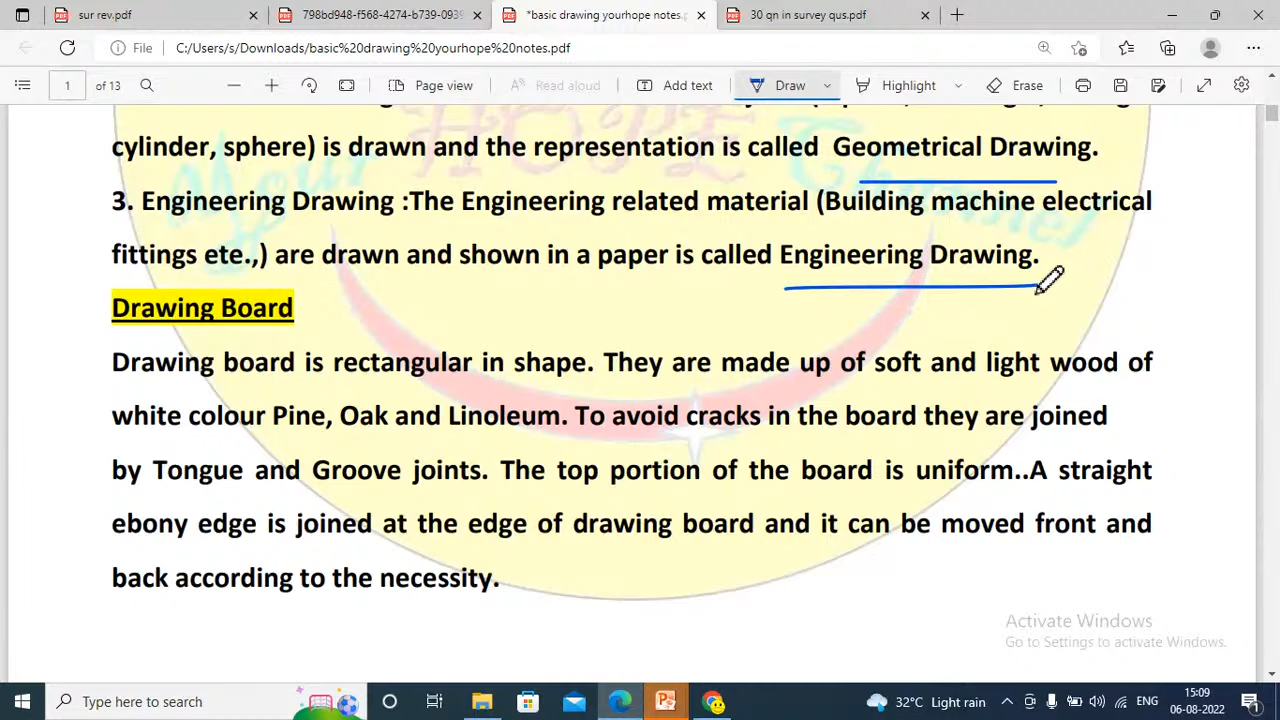 sur rev.pdf
798bd948-f568-4274-b739-0939
*basic drawing yourhope notes.p
30 qn in survey qus.pdf
File
C:/Users/s/Downloads/basic%20drawing%20yourhope%20notes.pdf
1 of 13
Page view
Read aloud
Add text
Draw
Highlight
Erase
cylinder, sphere) is drawn and the representation is called Geometrical Drawing.
3. Engineering Drawing :The Engineering related material (Building machine electrical
fittings ete.,) are drawn and shown in a paper is called Engineering Drawing.
Drawing Board
Drawing board is rectangular in shape. They are made up of soft and light wood of
white colour Pine, Oak and Linoleum. To avoid cracks in the board they are joined
by Tongue and Groove joints. The top portion of the board is uniform..A straight
ebony edge is joined at the edge of drawing board and it can be moved front and
back according to the necessity.
Your HOPE Channel
Activate Windows
Go to Settings to activate Windows.
Type here to search
32°C Light rain
ENG
15:09
06-08-2022
1